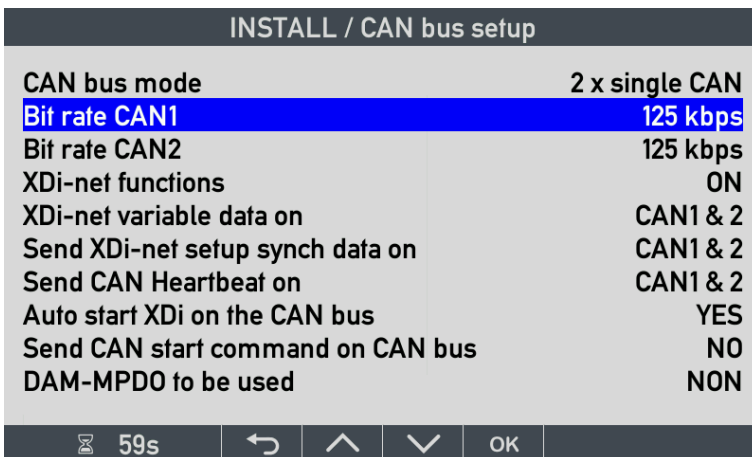 INSTALL / CAN bus setup
CAN bus mode 2 x single CAN
Bit rate CAN1 125 kbps
Bit rate CAN2 125 kbps
XDi-net functions ON
XDi-net variable data on CAN1 & 2
Send XDi-net setup synch data on CAN1 & 2
Send CAN Heartbeat on CAN1 & 2
Auto start XDi on the CAN bus YES
Send CAN start command on CAN bus NO
DAM-MPDO to be used NON
59s OK